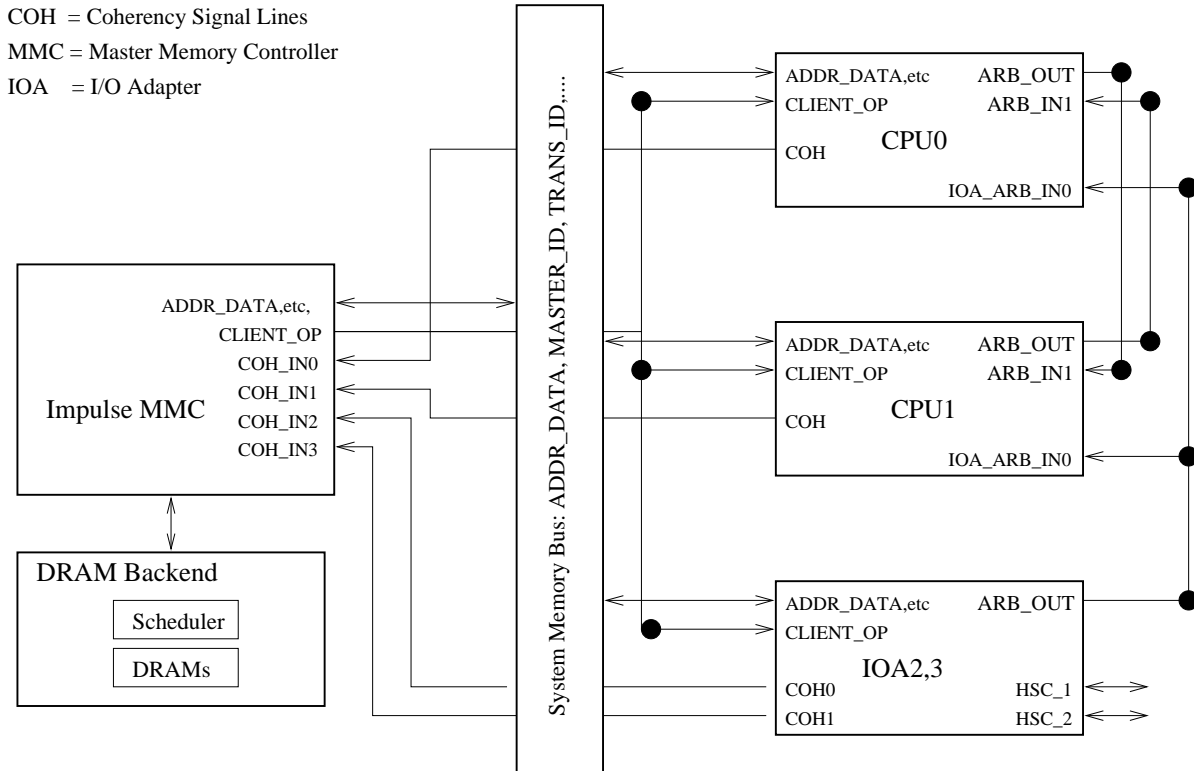 COH = Coherency Signal Lines
MMC = Master Memory Controller
IOA = I/O Adapter
System Memory Bus: ADDR_DATA, MASTER_ID, TRANS_ID,....
ADDR_DATA,etc
ARB_OUT
CLIENT_OP
ARB_IN1
CPU0
COH
IOA_ARB_IN0
ADDR_DATA,etc,
CLIENT_OP
COH_IN0
COH_IN1
Impulse MMC
COH_IN2
COH_IN3
ADDR_DATA,etc
ARB_OUT
CLIENT_OP
ARB_IN1
CPU1
COH
IOA_ARB_IN0
DRAM Backend
Scheduler
DRAMs
ADDR_DATA,etc
ARB_OUT
CLIENT_OP
IOA2,3
COH0
HSC_1
COH1
HSC_2